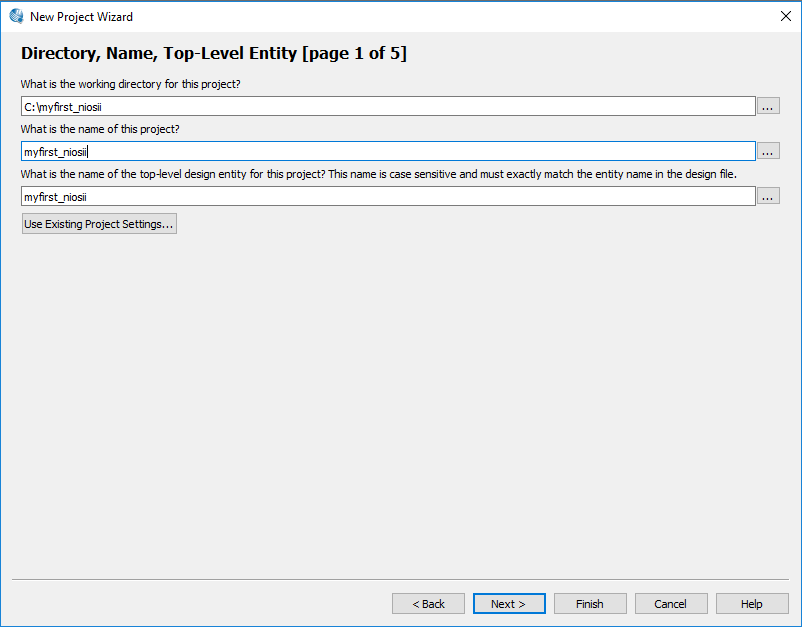 New Project Wizard
Directory, Name, Top-Level Entity [page 1 of 5]
What is the working directory for this project?
C:\myfirst_niosii
...
What is the name of this project?
myfirst_niosii
...
What is the name of the top-level design entity for this project? This name is case sensitive and must exactly match the entity name in the design file.
myfirst_niosii
...
Use Existing Project Settings...
< Back Next > Finish Cancel Help